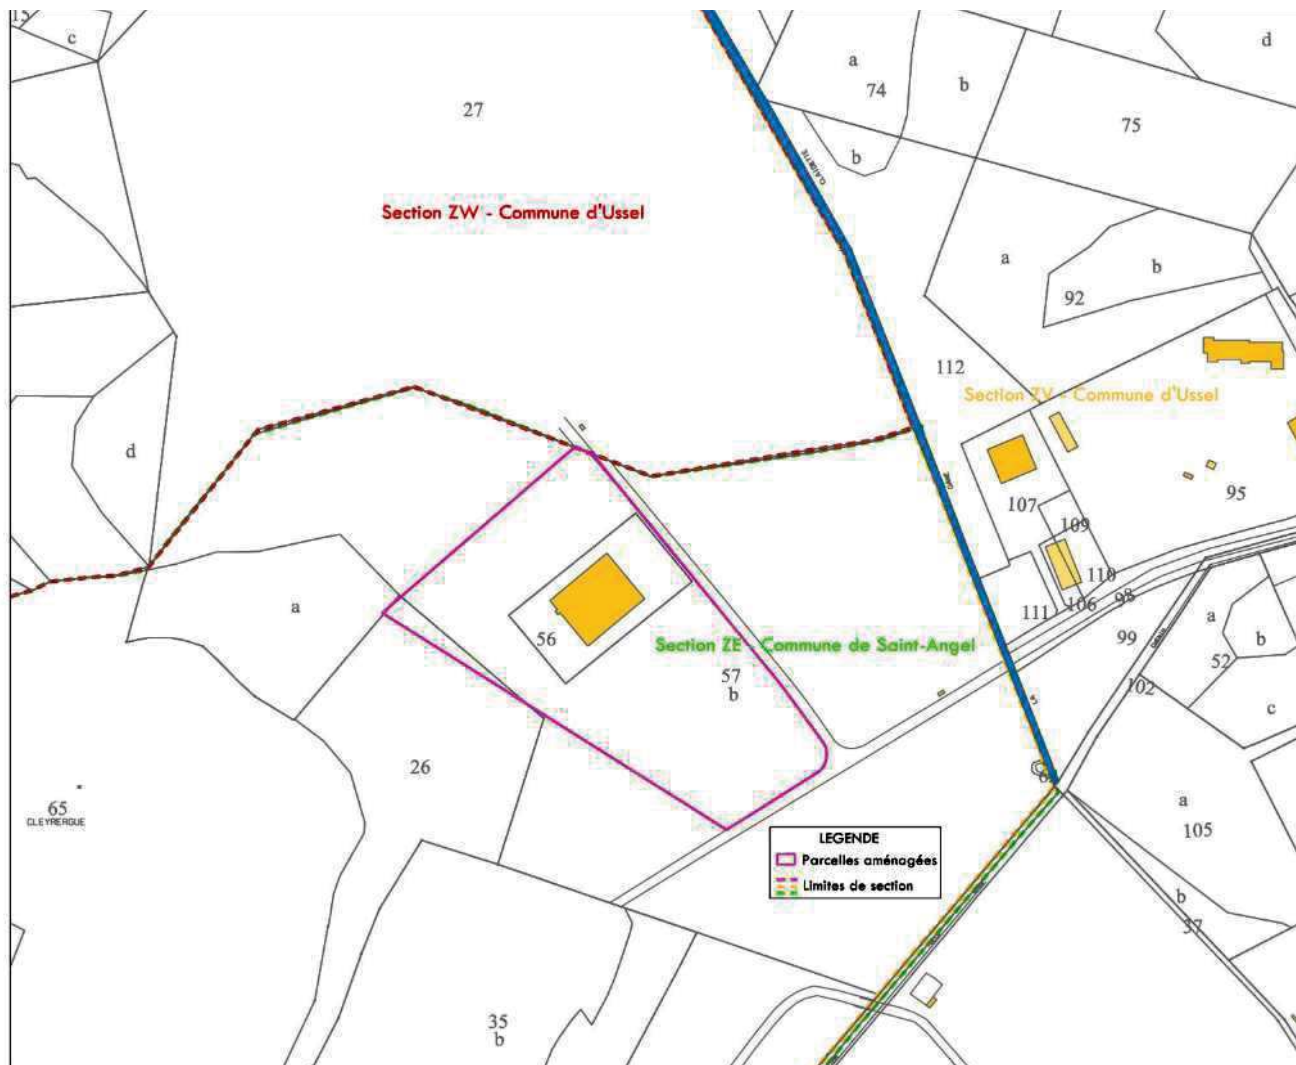 15
c
27
a
74
b
d
75
b
CLAIDETTE
Section ZW - Commune d'Ussel
a
b
92
112
Section ZV - Commune d'Ussel
d
95
107
109
110
98
106
111
a
56
Section ZE - Commune de Saint-Angel
57
b
99
102
a
b
52
c
26
65
CLEYRERGUE
a
105
LEGENDE
Parcelles aménagées
Limites de section
b
37
35
b